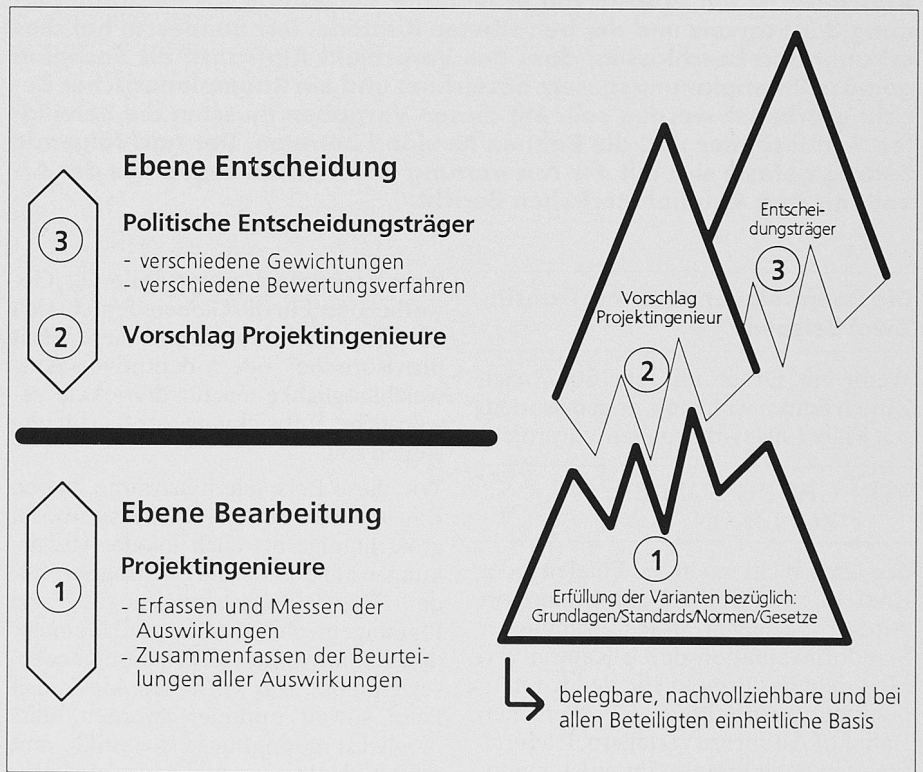 Ebene Entscheidung
3
Politische Entscheidungsträger
- verschiedene Gewichtungen
- verschiedene Bewertungsverfahren
2
Vorschlag Projektingenieure
Ebene Bearbeitung
1
Projektingenieure
- Erfassen und Messen der
Auswirkungen
- Zusammenfassen der Beurtei-
lungen aller Auswirkungen
Entschei-
dungsträger
3
Vorschlag
Projektingenieur
2
1
Erfüllung der Varianten bezüglich:
Grundlagen/Standards/Normen/Gesetze
belegbare, nachvollziehbare und bei
allen Beteiligten einheitliche Basis